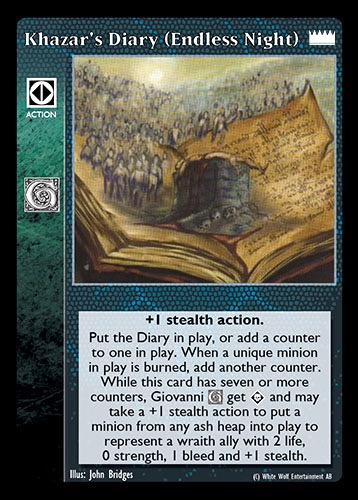 Khazar's Diary (Endless Night)
ACTION
+1 stealth action.
Put the Diary in play, or add a counter
to one in play. When a unique minion
in play is burned, add another counter.
While this card has seven or more
counters, Giovanni get and may
take a +1 stealth action to put a
minion from any ash heap into play to
represent a wraith ally with 2 life,
0 strength, 1 bleed and +1 stealth.
Illus: John Bridges
(C) White Wolf Entertainment AB